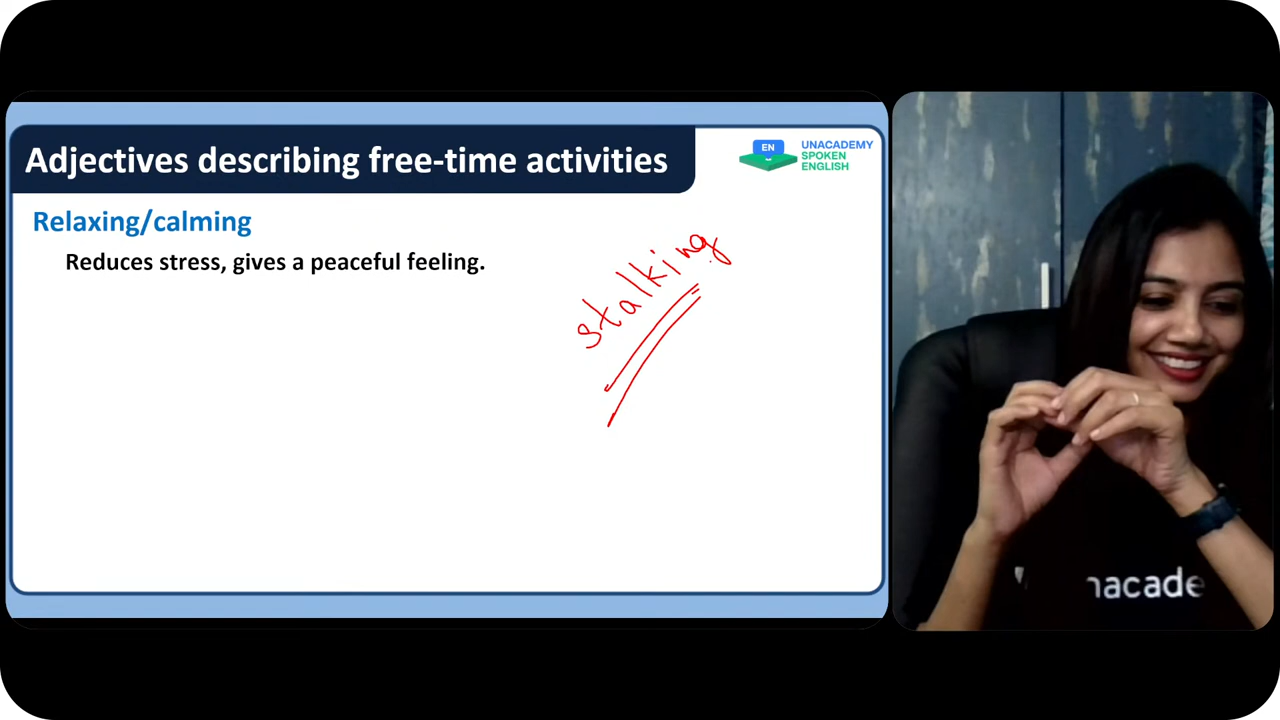 Adjectives describing free-time activities
EN
UNACADEMY
SPOKEN
ENGLISH
Relaxing/calming
Reduces stress, gives a peaceful feeling.
stalking
nacade